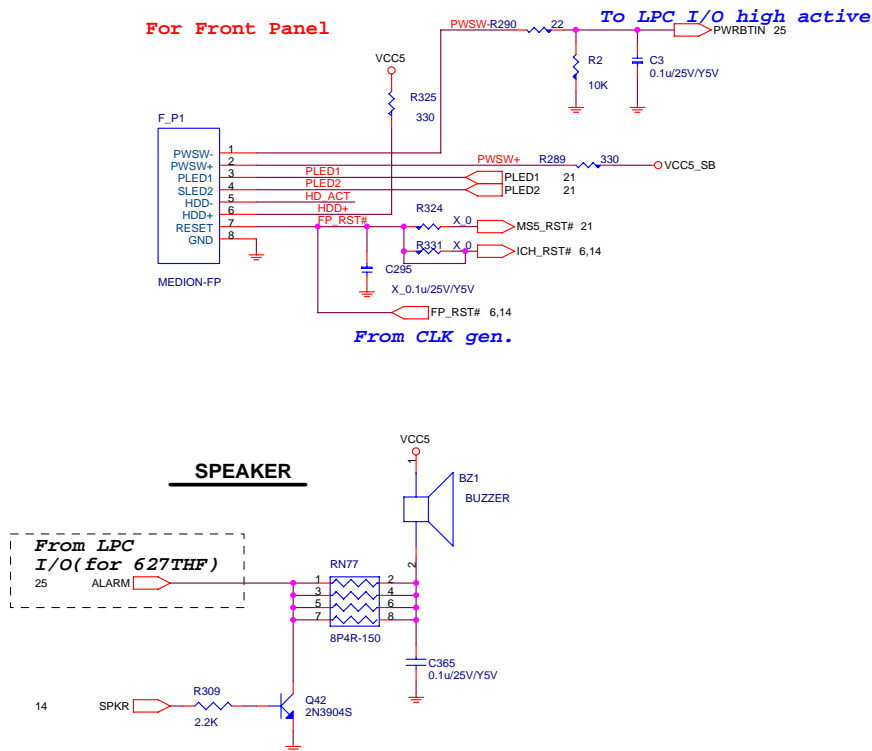 To LPC I/O high active
For Front Panel
PWSW-
R290
22
PWRBTIN 25
VCC5
R2
10K
C3
0.1u/25V/Y5V
R325
330
F_P1
PWSW- 1
PWSW+ 2
PLED1 3
SLED2 4
HDD- 5
HDD+ 6
RESET 7
GND 8
MEDION-FP
PWSW+
R289
330
VCC5_SB
PLED1
PLED1 21
PLED2
PLED2 21
HD_ACT
HDD+
FP_RST#
R324
X_0
MS5_RST# 21
R331
X_0
ICH_RST# 6,14
C295
X_0.1u/25V/Y5V
FP_RST# 6,14
From CLK gen.
VCC5
SPEAKER
1
BZ1
BUZZER
2
From LPC
I/O(for 627THF)
25 ALARM
RN77
1 2
3 4
5 6
7 8
8P4R-150
C365
0.1u/25V/Y5V
14 SPKR
R309
2.2K
Q42
2N3904S